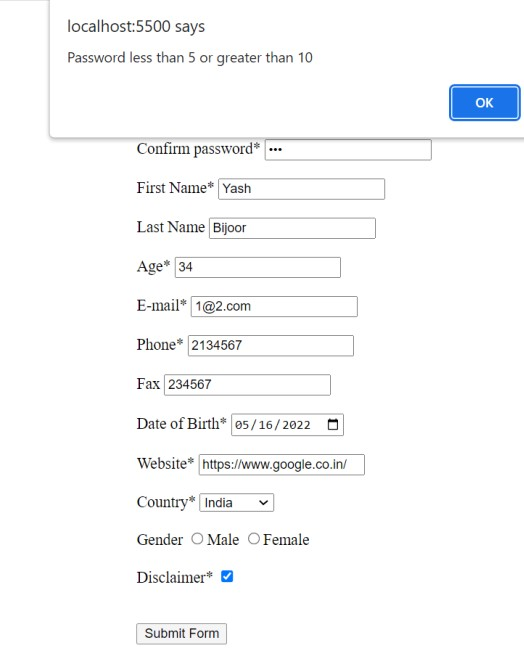 localhost:5500 says
Password less than 5 or greater than 10
OK
Confirm password* •••
First Name* Yash
Last Name Bijoor
Age* 34
E-mail* 1@2.com
Phone* 2134567
Fax 234567
Date of Birth* 05/16/2022
Website* https://www.google.co.in/
Country* India
Gender Male Female
Disclaimer*
Submit Form